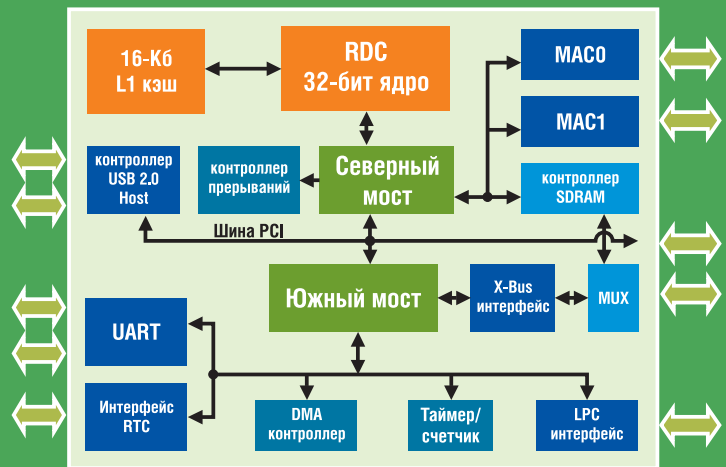 16-Кб
L1 кэш
RDC
32-бит ядро
MAC0
MAC1
контроллер
USB 2.0
Host
контроллер
прерываний
Северный
мост
контроллер
SDRAM
Шина PCI
Южный мост
X-Bus
интерфейс
MUX
UART
Интерфейс
RTC
DMA
контроллер
Таймер/
счетчик
LPC
интерфейс